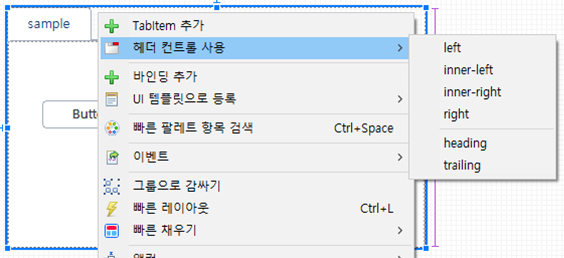 sample
TabItem 추가
헤더 컨트롤 사용
left
inner-left
바인딩 추가
inner-right
UI 템플릿으로 등록
right
빠른 팔레트 항목 검색 Ctrl+Space
heading
이벤트
trailing
그룹으로 감싸기
빠른 레이아웃 Ctrl+L
빠른 채우기